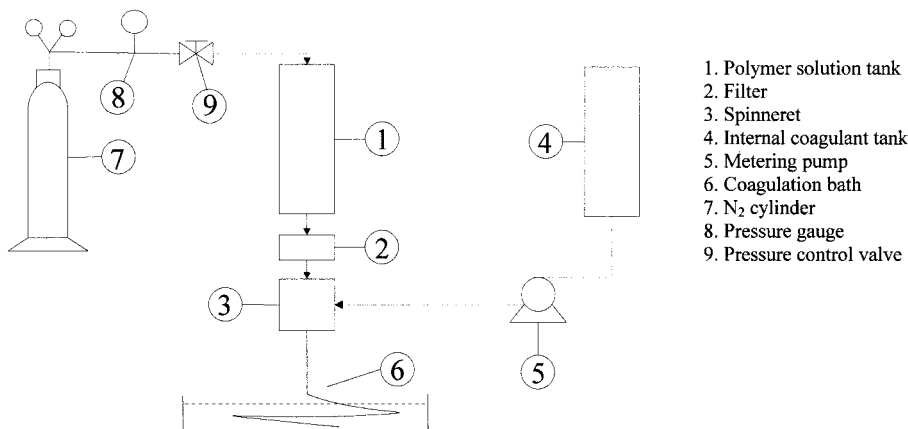 8
9
1
7
2
3
4
5
6
1. Polymer solution tank
2. Filter
3. Spinneret
4. Internal coagulant tank
5. Metering pump
6. Coagulation bath
7. N₂ cylinder
8. Pressure gauge
9. Pressure control valve